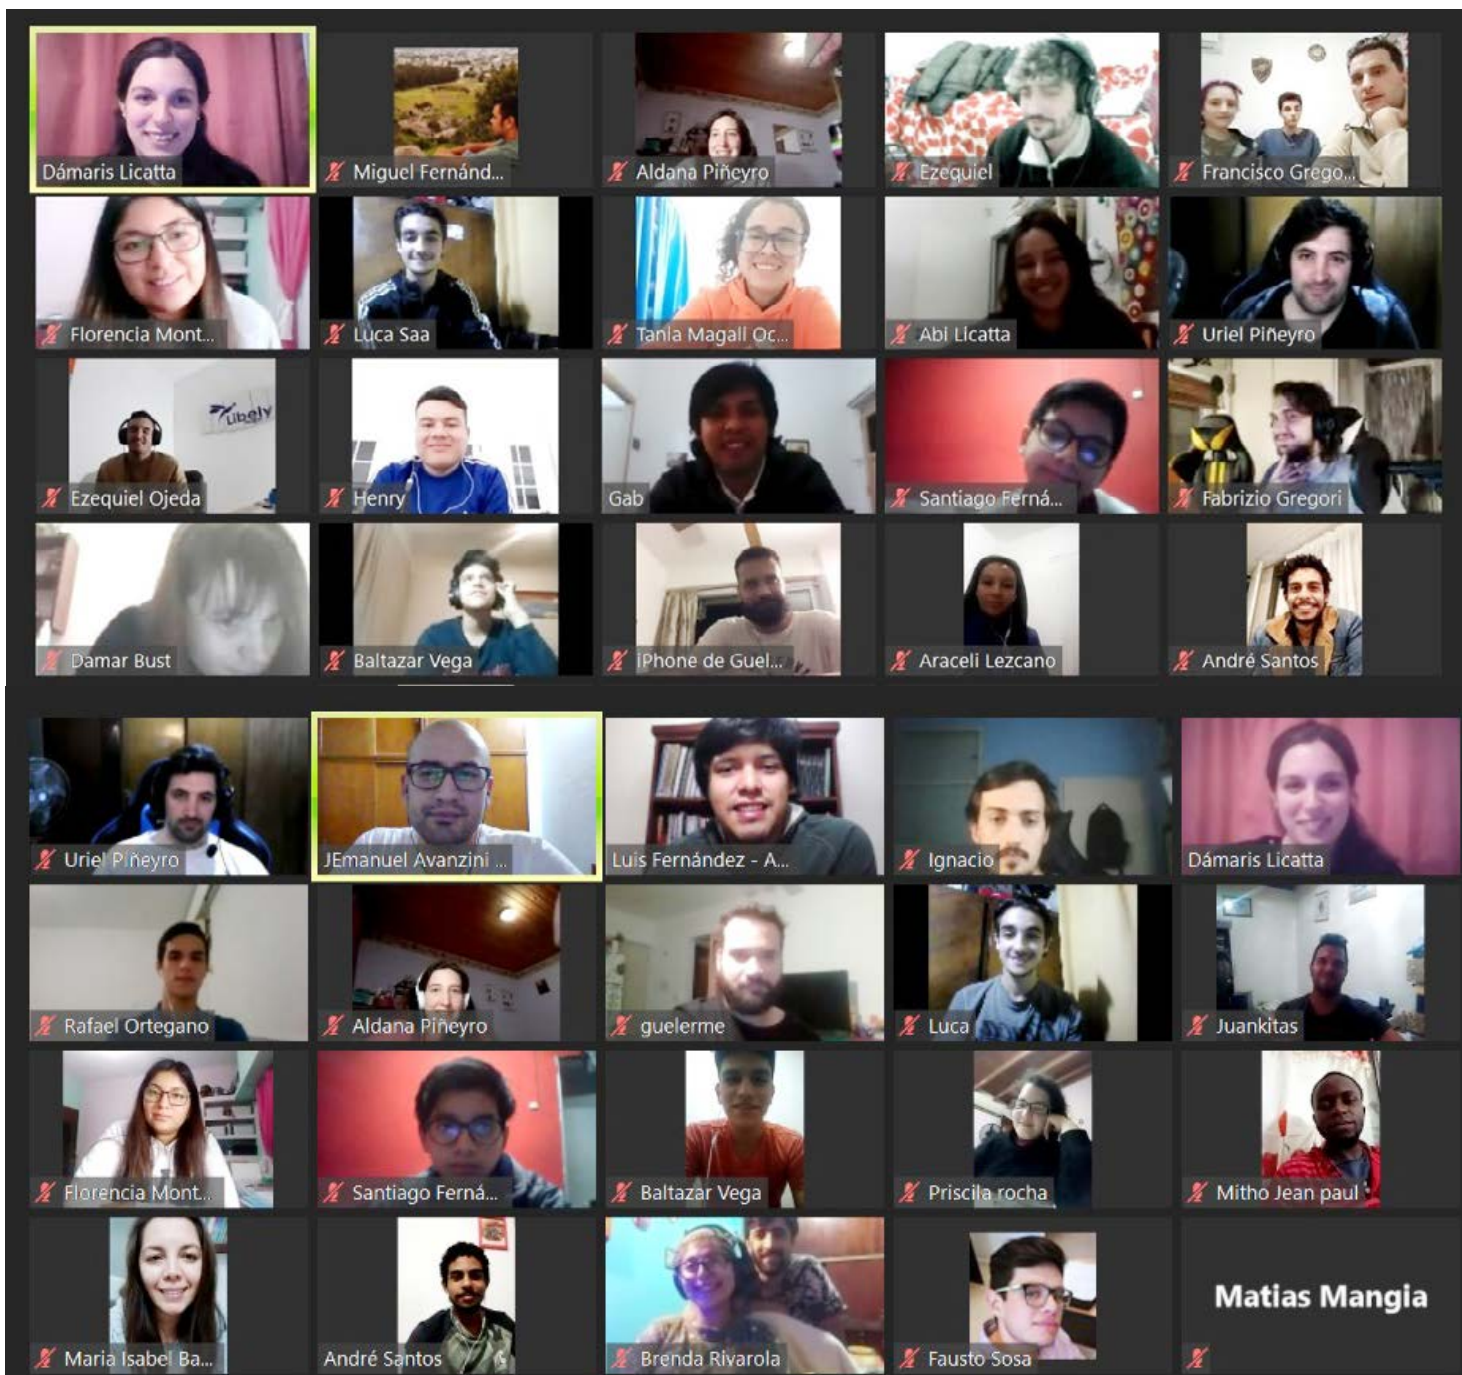 Dámaris Licatta
Miguel Fernánd...
Aldana Piñeyro
Ezequiel
Francisco Grego...
Florencia Mont...
Luca Saa
Tania Magalí Oc...
Abi Licatta
Uriel Piñeyro
Libely
Ezequiel Ojeda
Henry
Gab
Santiago Ferná...
Fabrizio Gregori
Damar Bust
Baltazar Vega
iPhone de Guel...
Araceli Lezcano
André Santos
Uriel Piñeyro
JEmanuel Avanzini ...
Luis Fernández - A...
Ignacio
Dámaris Licatta
Rafael Ortegano
Aldana Piñeyro
guelerme
Luca
Juankitas
Florencia Mont...
Santiago Ferná...
Baltazar Vega
Priscila rocha
Mitho Jean paul
Maria Isabel Ba...
André Santos
Brenda Rivarola
Fausto Sosa
Matias Mangia